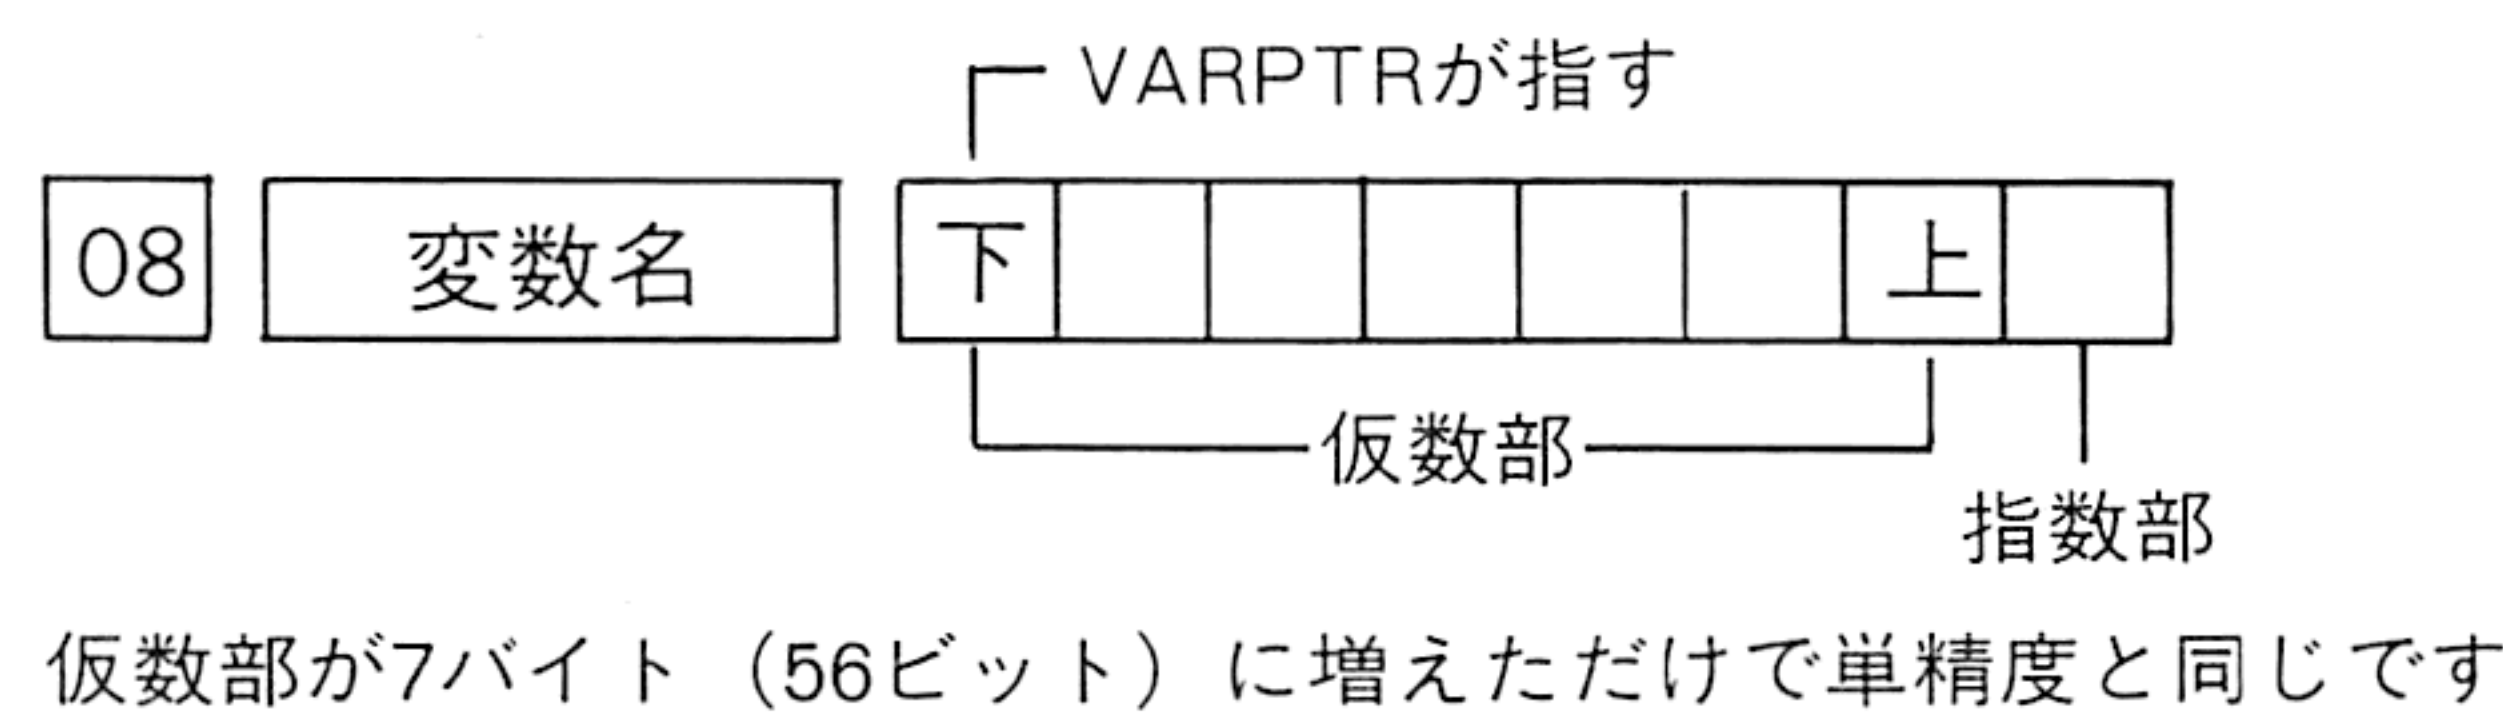 VARPTRが指す
08 変数名 下 上
仮数部
指数部
仮数部が7バイト（56ビット）に増えただけで単精度と同じです